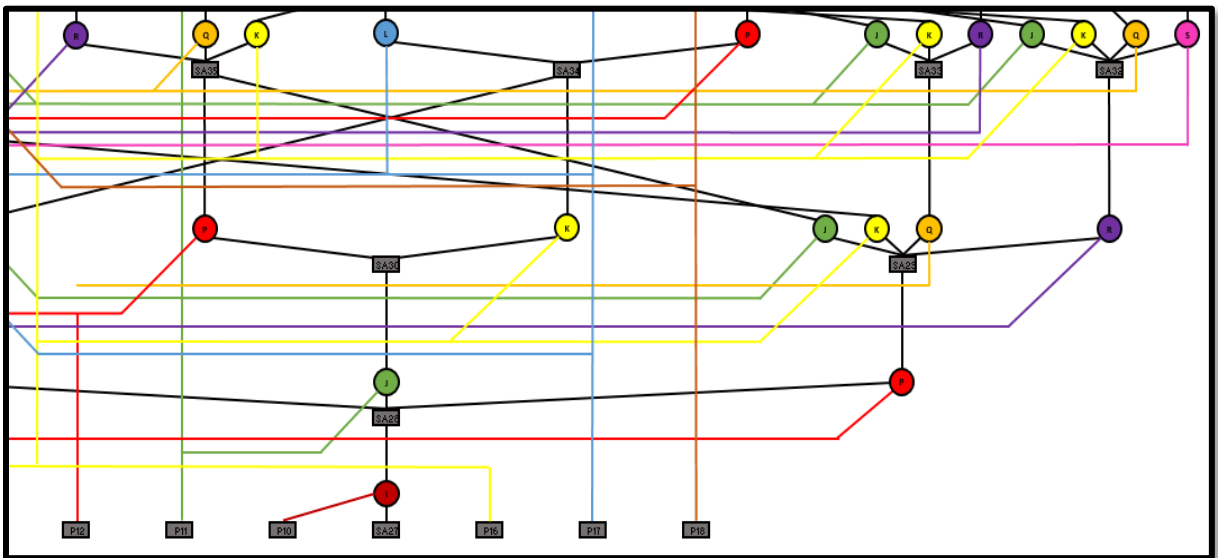 R Q K L P J K R J K Q S
SA35 SA34 SA33 SA32
P K J K Q R
SA30 SA29
J P
SA28
I
P12 P11 P10 SA27 P16 P17 P18